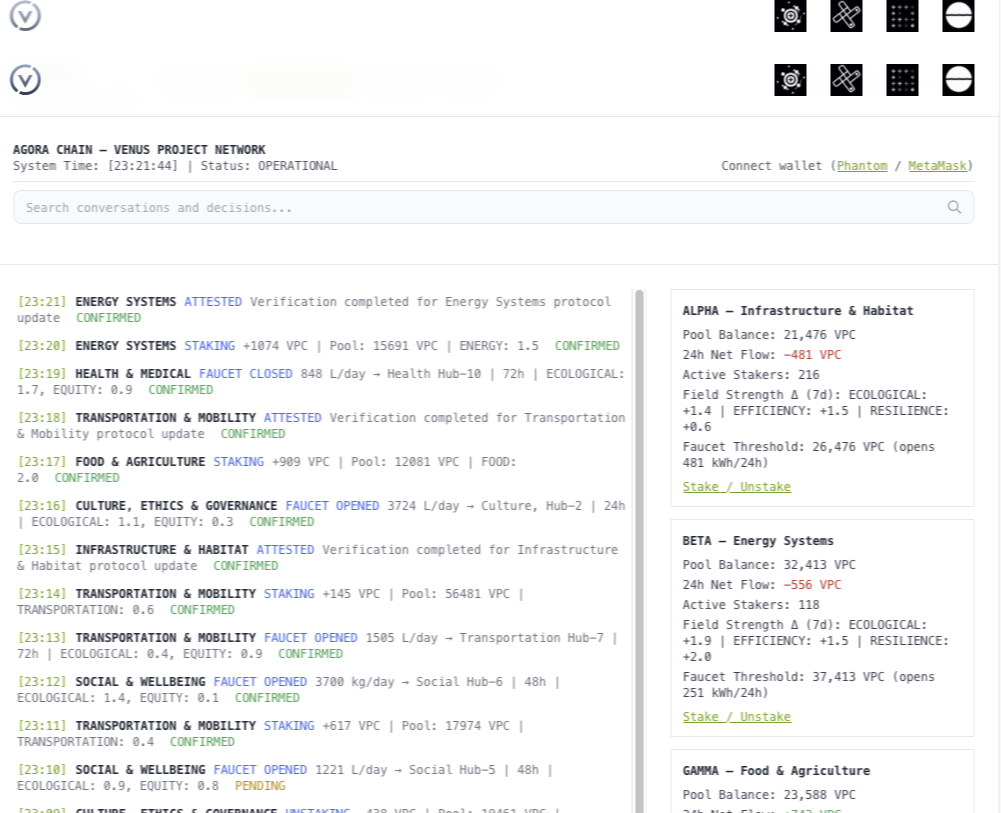 V
V
AGORA CHAIN — VENUS PROJECT NETWORK
System Time: [23:21:44] | Status: OPERATIONAL
Connect wallet (Phantom / MetaMask)
Search conversations and decisions...
[23:21] ENERGY SYSTEMS ATTESTED Verification completed for Energy Systems protocol
update CONFIRMED
[23:20] ENERGY SYSTEMS STAKING +1074 VPC | Pool: 15691 VPC | ENERGY: 1.5 CONFIRMED
[23:19] HEALTH & MEDICAL FAUCET CLOSED 848 L/day → Health Hub-10 | 72h | ECOLOGICAL:
1.7, EQUITY: 0.9 CONFIRMED
[23:18] TRANSPORTATION & MOBILITY ATTESTED Verification completed for Transportation
& Mobility protocol update CONFIRMED
[23:17] FOOD & AGRICULTURE STAKING +909 VPC | Pool: 12081 VPC | FOOD:
2.0 CONFIRMED
[23:16] CULTURE, ETHICS & GOVERNANCE FAUCET OPENED 3724 L/day → Culture, Hub-2 | 24h
| ECOLOGICAL: 1.1, EQUITY: 0.3 CONFIRMED
[23:15] INFRASTRUCTURE & HABITAT ATTESTED Verification completed for Infrastructure
& Habitat protocol update CONFIRMED
[23:14] TRANSPORTATION & MOBILITY STAKING +145 VPC | Pool: 56481 VPC |
TRANSPORTATION: 0.6 CONFIRMED
[23:13] TRANSPORTATION & MOBILITY FAUCET OPENED 1505 L/day → Transportation Hub-7 |
72h | ECOLOGICAL: 0.4, EQUITY: 0.9 CONFIRMED
[23:12] SOCIAL & WELLBEING FAUCET OPENED 3700 kg/day → Social Hub-6 | 48h |
ECOLOGICAL: 1.4, EQUITY: 0.1 CONFIRMED
[23:11] TRANSPORTATION & MOBILITY STAKING +617 VPC | Pool: 17974 VPC |
TRANSPORTATION: 0.4 CONFIRMED
[23:10] SOCIAL & WELLBEING FAUCET OPENED 1221 L/day → Social Hub-5 | 48h |
ECOLOGICAL: 0.9, EQUITY: 0.8 PENDING
CULTURE, ETHICS & GOVERNANCE UNSTAKING
ALPHA — Infrastructure & Habitat
Pool Balance: 21,476 VPC
24h Net Flow: −481 VPC
Active Stakers: 216
Field Strength Δ (7d): ECOLOGICAL:
+1.4 | EFFICIENCY: +1.5 | RESILIENCE:
+0.6
Faucet Threshold: 26,476 VPC (opens
481 kWh/24h)
Stake / Unstake
BETA — Energy Systems
Pool Balance: 32,413 VPC
24h Net Flow: −556 VPC
Active Stakers: 118
Field Strength Δ (7d): ECOLOGICAL:
+1.9 | EFFICIENCY: +1.5 | RESILIENCE:
+2.0
Faucet Threshold: 37,413 VPC (opens
251 kWh/24h)
Stake / Unstake
GAMMA — Food & Agriculture
Pool Balance: 23,588 VPC
24h Net Flow: